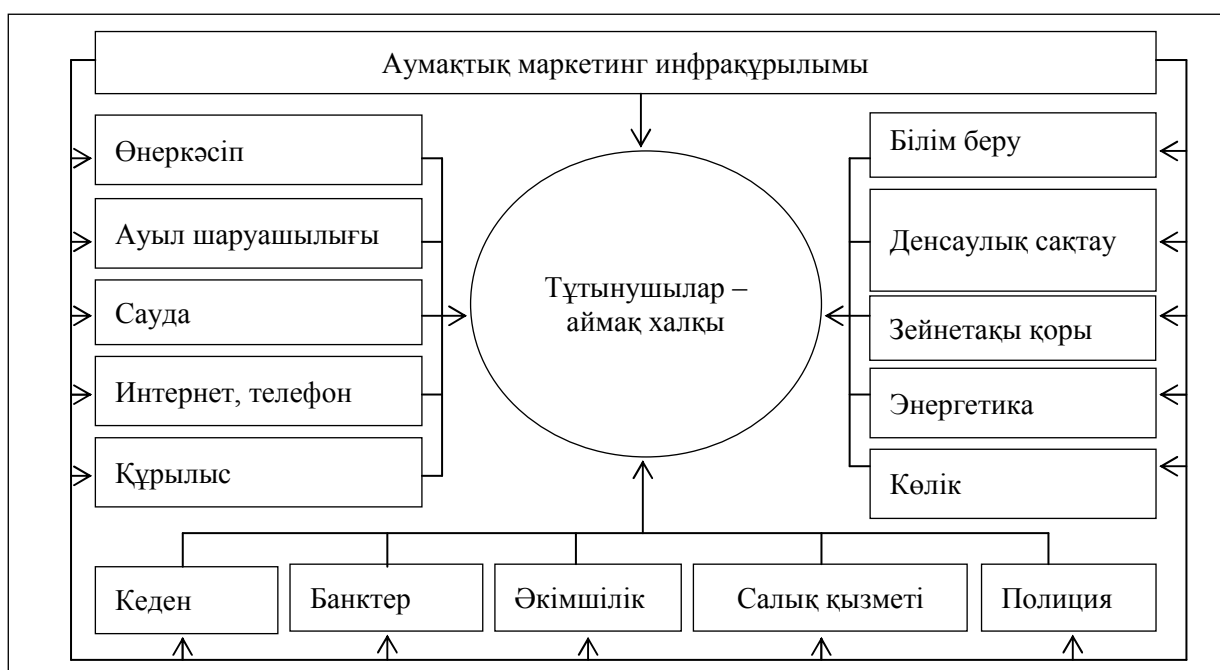 Аумақтық маркетинг инфрақұрылымы
Өнеркәсіп
Ауыл шаруашылығы
Сауда
Интернет, телефон
Құрылыс
Тұтынушылар –
аймақ халқы
Білім беру
Денсаулық сақтау
Зейнетақы қоры
Энергетика
Көлік
Кеден
Банктер
Әкімшілік
Салық қызметі
Полиция